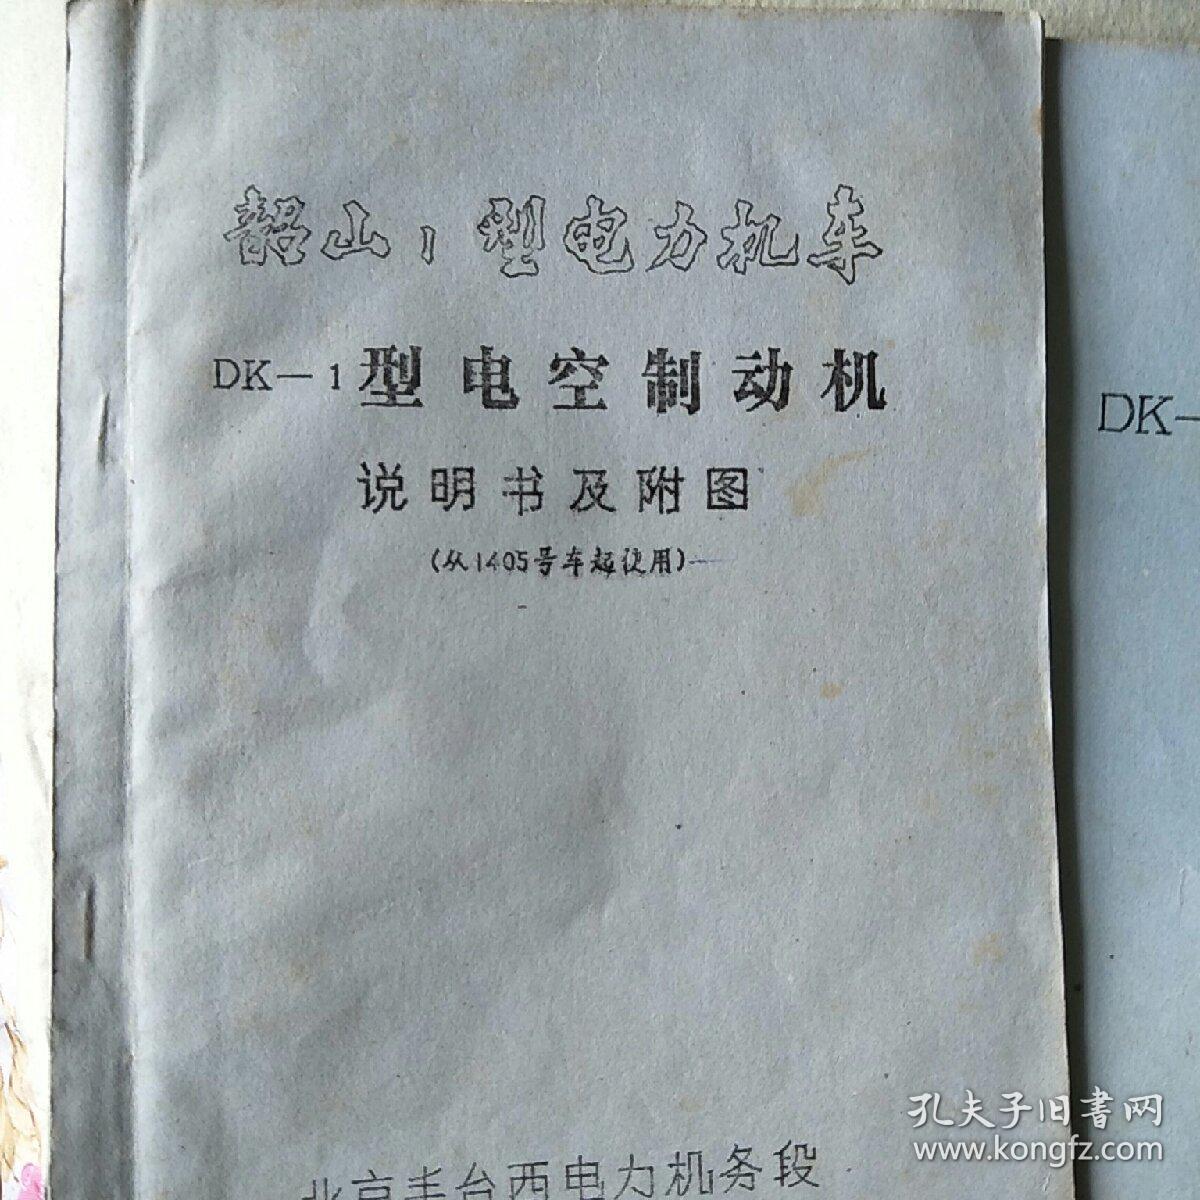 韶山1型电力机车
DK-1型电空制动机
说明书及附图
(从1405号车起使用)
北京丰台西电力机务段
DK-
孔夫子旧書网
www.kongfz.com